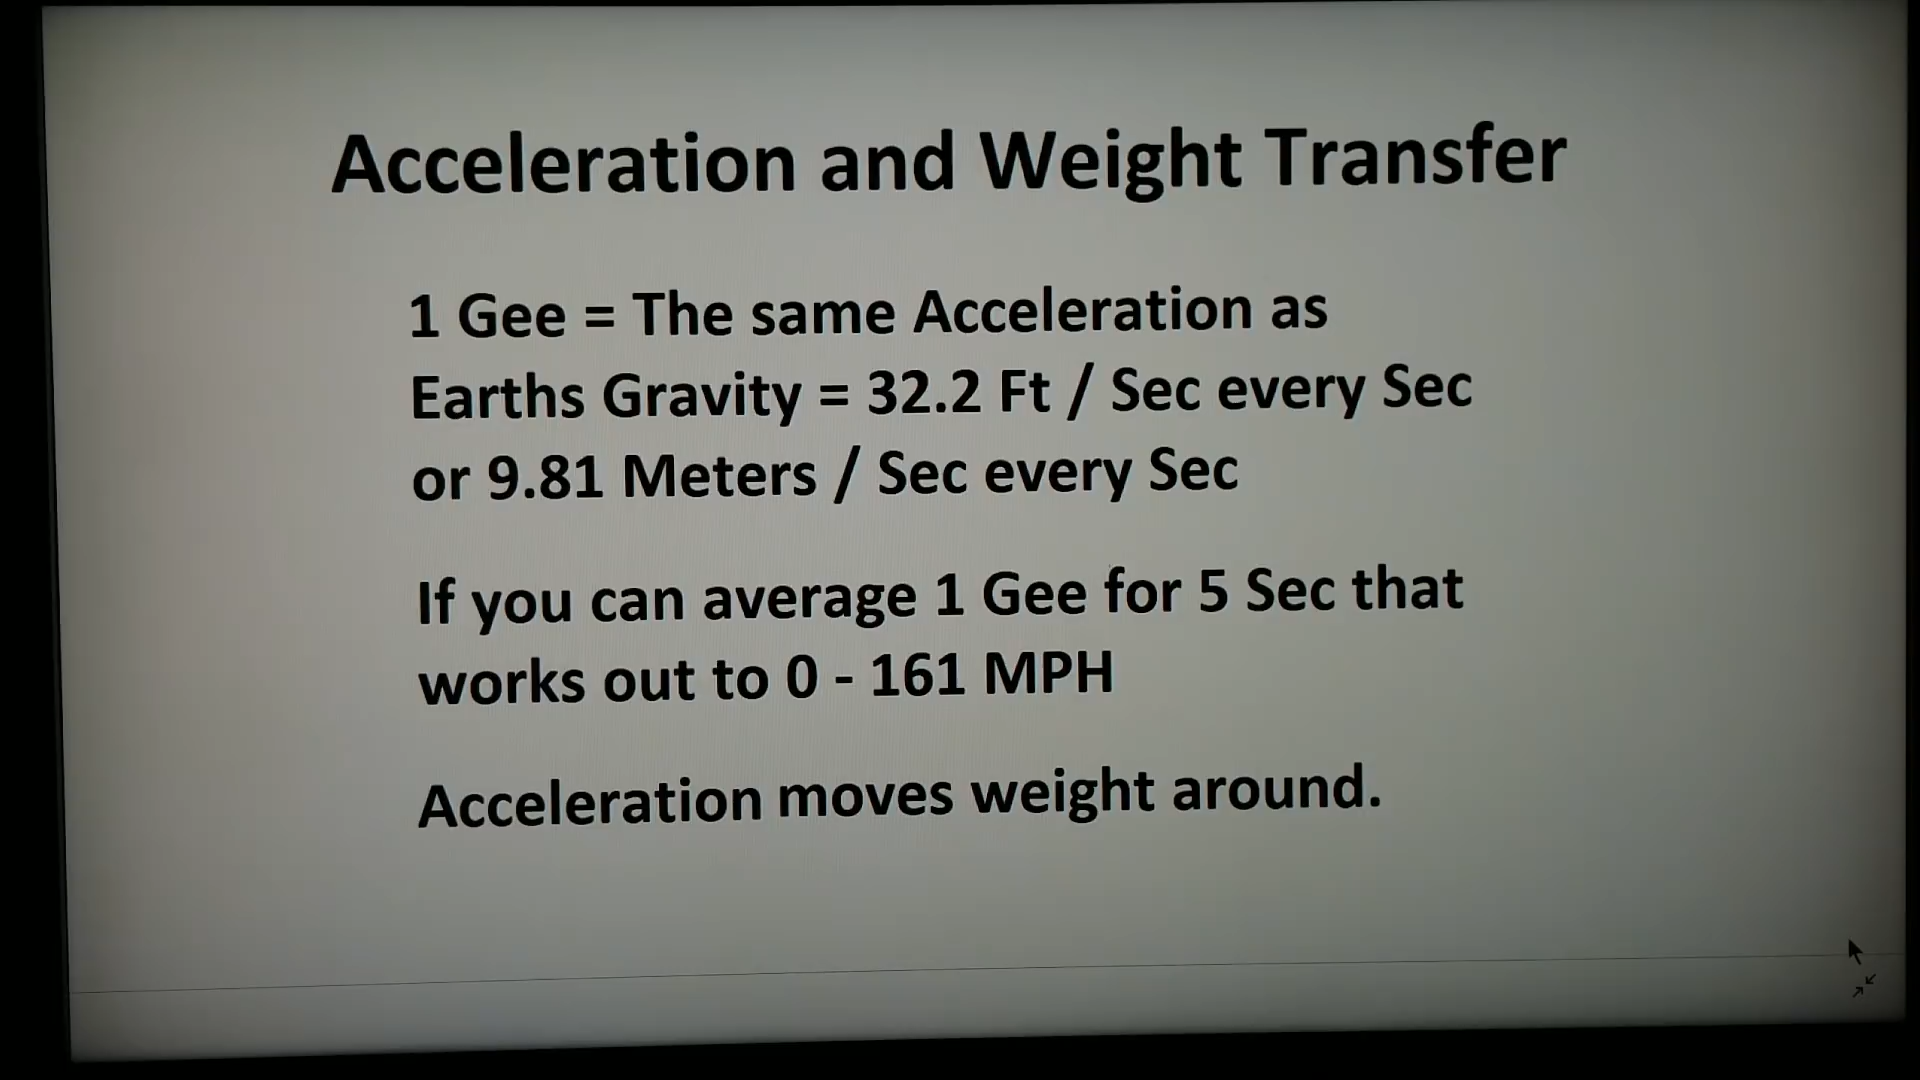 Acceleration and Weight Transfer
1 Gee = The same Acceleration as
Earths Gravity = 32.2 Ft / Sec every Sec
or 9.81 Meters / Sec every Sec
If you can average 1 Gee for 5 Sec that
works out to 0 - 161 MPH
Acceleration moves weight around.